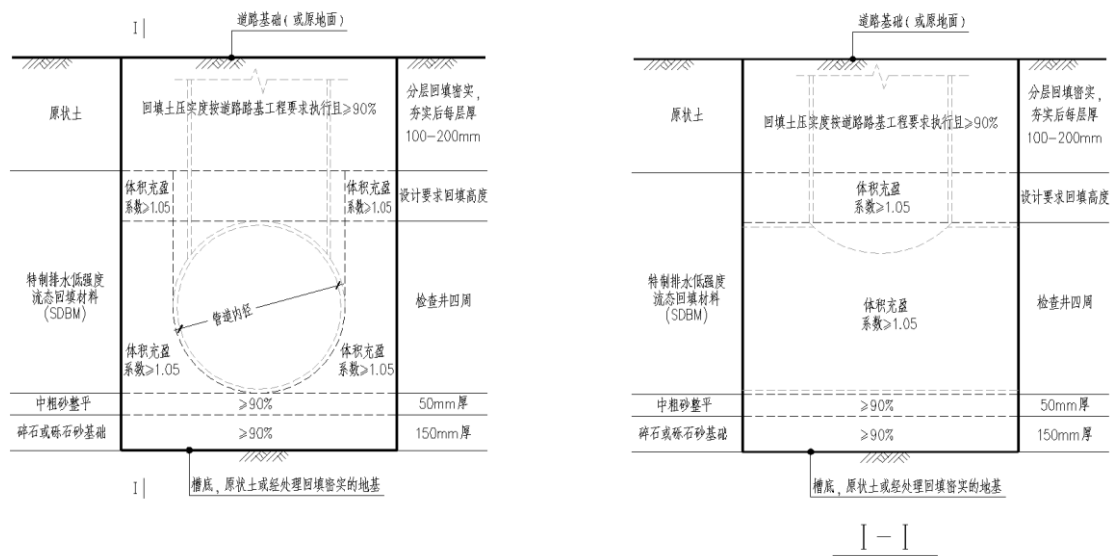 I
道路基础(或原地面)
原状土
回填土压实度按道路路基工程要求执行且≥90%
分层回填密实,
夯实后每层厚
100-200mm
体积充盈
系数≥1.05
体积充盈
系数≥1.05
设计要求回填高度
特制排水低强度
流态回填材料
(SDBM)
管道内径
检查井四周
体积充盈
系数≥1.05
体积充盈
系数≥1.05
中粗砂整平
≥90%
50mm厚
碎石或砾石砂基础
≥90%
150mm厚
I
槽底,原状土或经处理回填密实的地基
道路基础(或原地面)
原状土
回填土压实度按道路路基工程要求执行且≥90%
分层回填密实,
夯实后每层厚
100-200mm
体积充盈
系数≥1.05
设计要求回填高度
特制排水低强度
流态回填材料
(SDBM)
体积充盈
系数≥1.05
检查井四周
中粗砂整平
≥90%
50mm厚
碎石或砾石砂基础
≥90%
150mm厚
槽底,原状土或经处理回填密实的地基
I-I